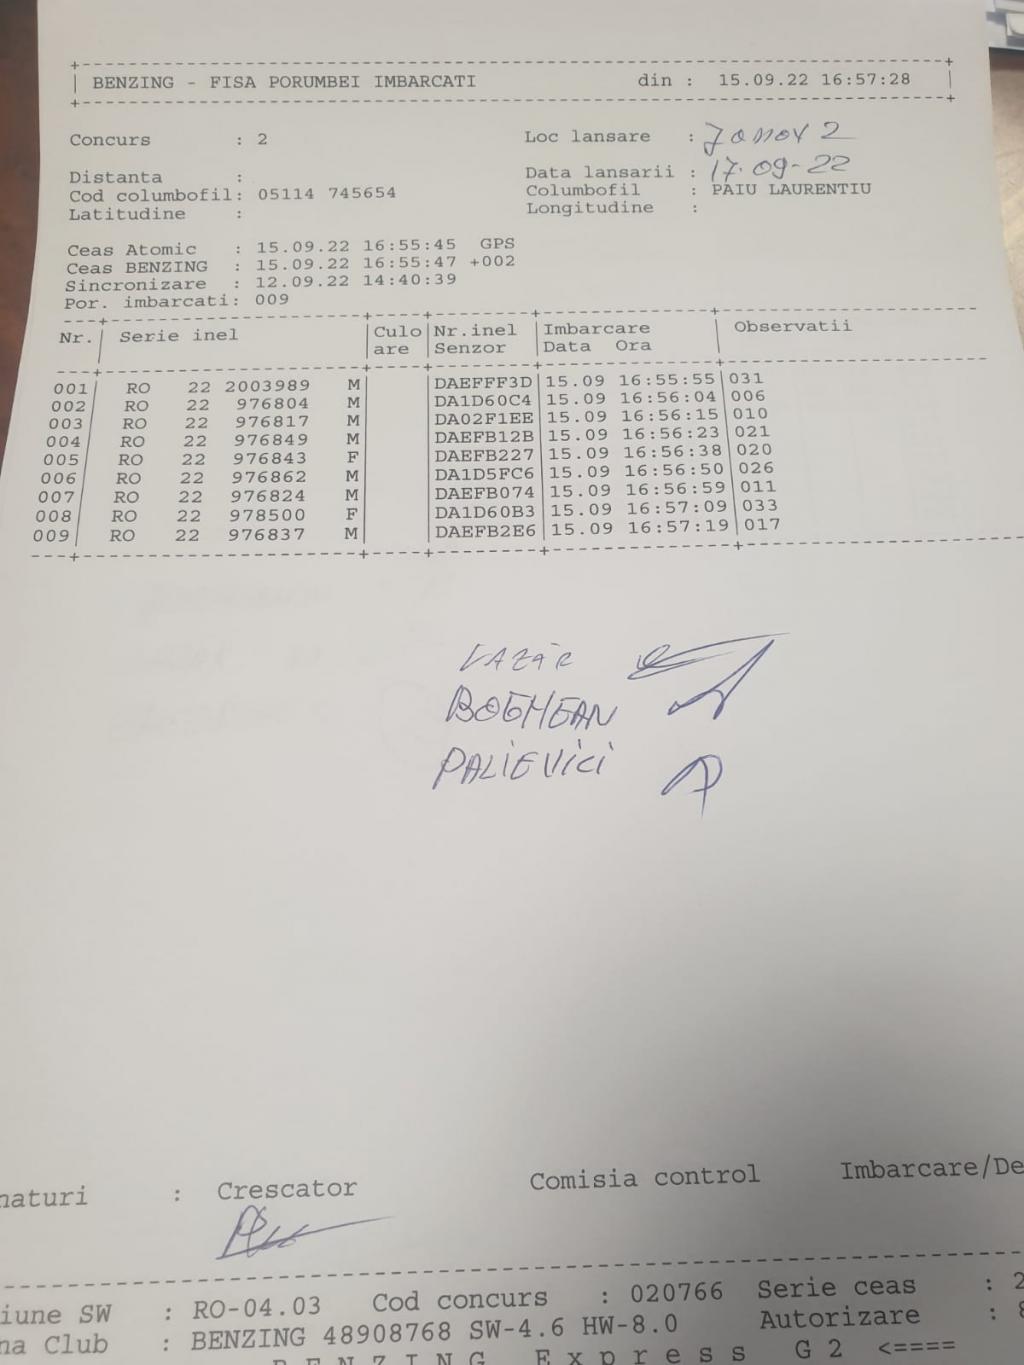 BENZING - FISA PORUMBEI IMBARCATI din : 15.09.22 16:57:28
Concurs : 2 Loc lansare : Janov 2
Distanta : Data lansarii : 17.09-22
Cod columbofil: 05114 745654 Columbofil : PAIU LAURENTIU
Latitudine : Longitudine :
Ceas Atomic : 15.09.22 16:55:45 GPS
Ceas BENZING : 15.09.22 16:55:47 +002
Sincronizare : 12.09.22 14:40:39
Por. imbarcati: 009
Nr. Serie inel Culo Nr.inel Imbarcare Observatii
are Senzor Data Ora
001 RO 22 2003989 M DAEFFF3D 15.09 16:55:55 031
002 RO 22 976804 M DA1D60C4 15.09 16:56:04 006
003 RO 22 976817 M DA02F1EE 15.09 16:56:15 010
004 RO 22 976849 M DAEFB12B 15.09 16:56:23 021
005 RO 22 976843 F DAEFB227 15.09 16:56:38 020
006 RO 22 976862 M DA1D5FC6 15.09 16:56:50 026
007 RO 22 976824 M DAEFB074 15.09 16:56:59 011
008 RO 22 978500 F DA1D60B3 15.09 16:57:09 033
009 RO 22 976837 M DAEFB2E6 15.09 16:57:19 017
LAZĂR
BOGHEAN
PALIEVICI
naturi : Crescator Comisia control Imbarcare/De
iune SW : RO-04.03 Cod concurs : 020766 Serie ceas : 2
na Club : BENZING 48908768 SW-4.6 HW-8.0 Autorizare : 8
B E N Z I N G E x p r e s s G 2 <====